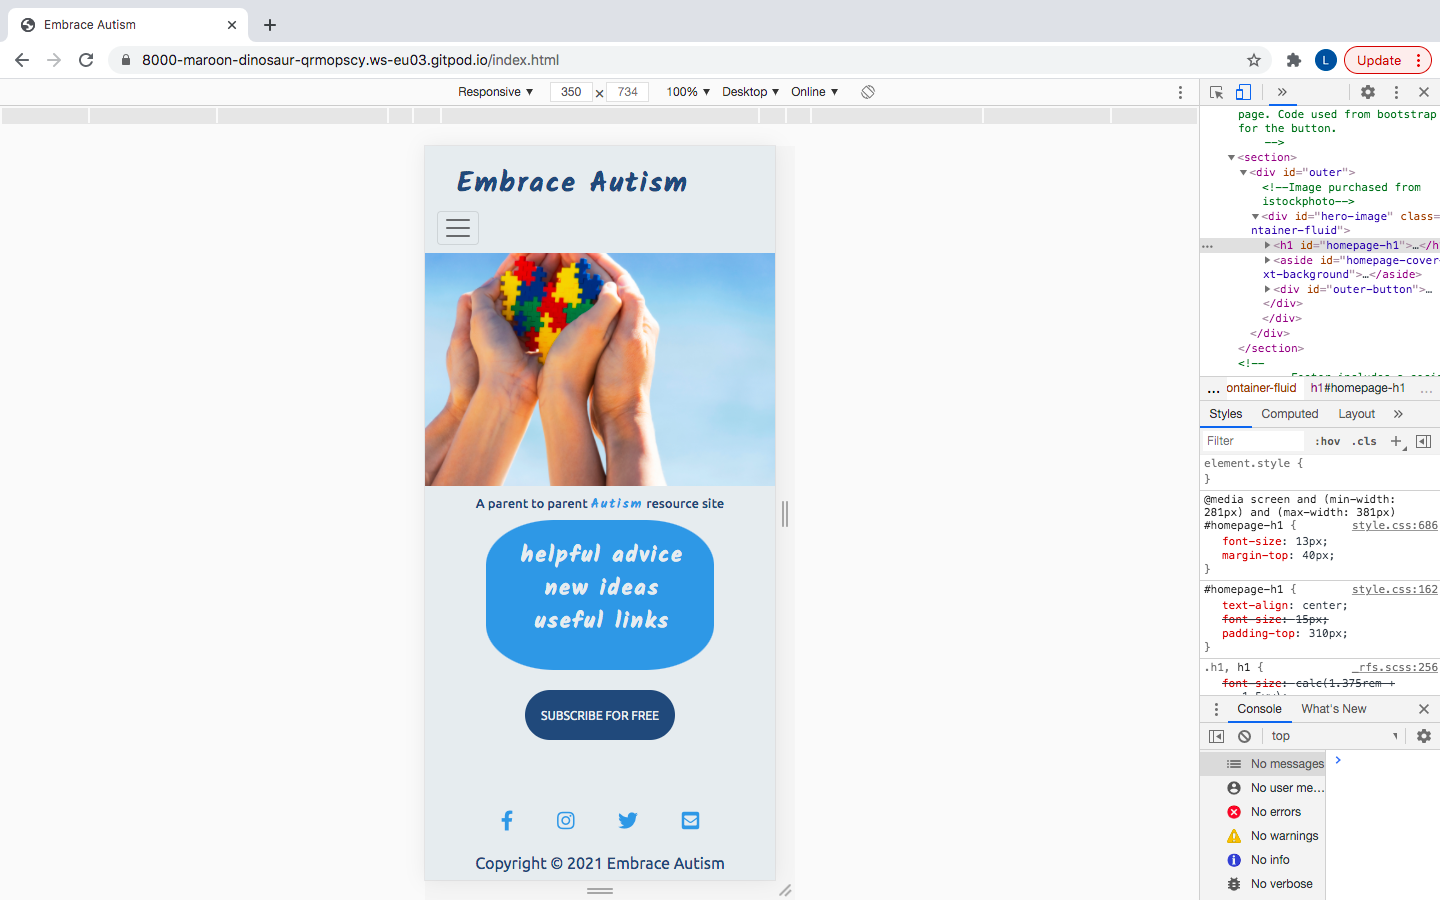 Embrace Autism
8000-maroon-dinosaur-qrmopscy.ws-eu03.gitpod.io/index.html
L
Update
Responsive ▼ 350 × 734 100% ▼ Desktop ▼ Online ▼
Embrace Autism
A parent to parent Autism resource site
helpful advice
new ideas
useful links
SUBSCRIBE FOR FREE
Copyright © 2021 Embrace Autism
page. Code used from bootstrap
for the button.
-->
▼<section>
▼<div id="outer">
<!--Image purchased from
istockphoto-->
▼<div id="hero-image" class=
ntainer-fluid">
… ▶<h1 id="homepage-h1">…</h
▶<aside id="homepage-cover-
xt-background">…</aside>
▶<div id="outer-button">…
</div>
</div>
</div>
</section>
<!--
… ontainer-fluid h1#homepage-h1 …
Styles Computed Layout »
Filter :hov .cls +
element.style {
}
@media screen and (min-width:
281px) and (max-width: 381px)
#homepage-h1 { style.css:686
font-size: 13px;
margin-top: 40px;
}
#homepage-h1 { style.css:162
text-align: center;
font-size: 15px;
padding-top: 310px;
}
.h1, h1 { _rfs.scss:256
font-size: calc(1.375rem +
Console What's New
top
No messages
No user me...
No errors
No warnings
No info
No verbose